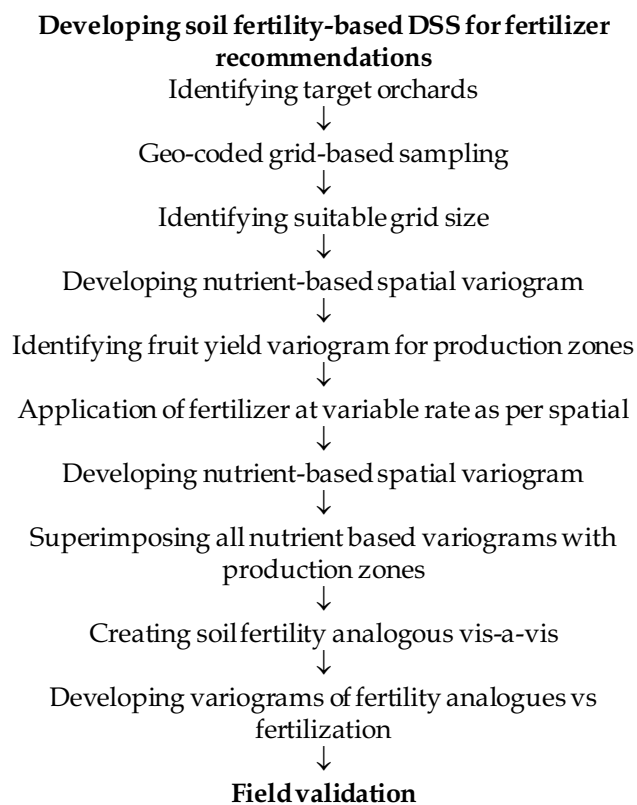 Developing soil fertility-based DSS for fertilizer
recommendations
Identifying target orchards
↓
Geo-coded grid-based sampling
↓
Identifying suitable grid size
↓
Developing nutrient-based spatial variogram
↓
Identifying fruit yield variogram for production zones
↓
Application of fertilizer at variable rate as per spatial
↓
Developing nutrient-based spatial variogram
↓
Superimposing all nutrient based variograms with
production zones
↓
Creating soil fertility analogous vis-a-vis
↓
Developing variograms of fertility analogues vs
fertilization
↓
Field validation